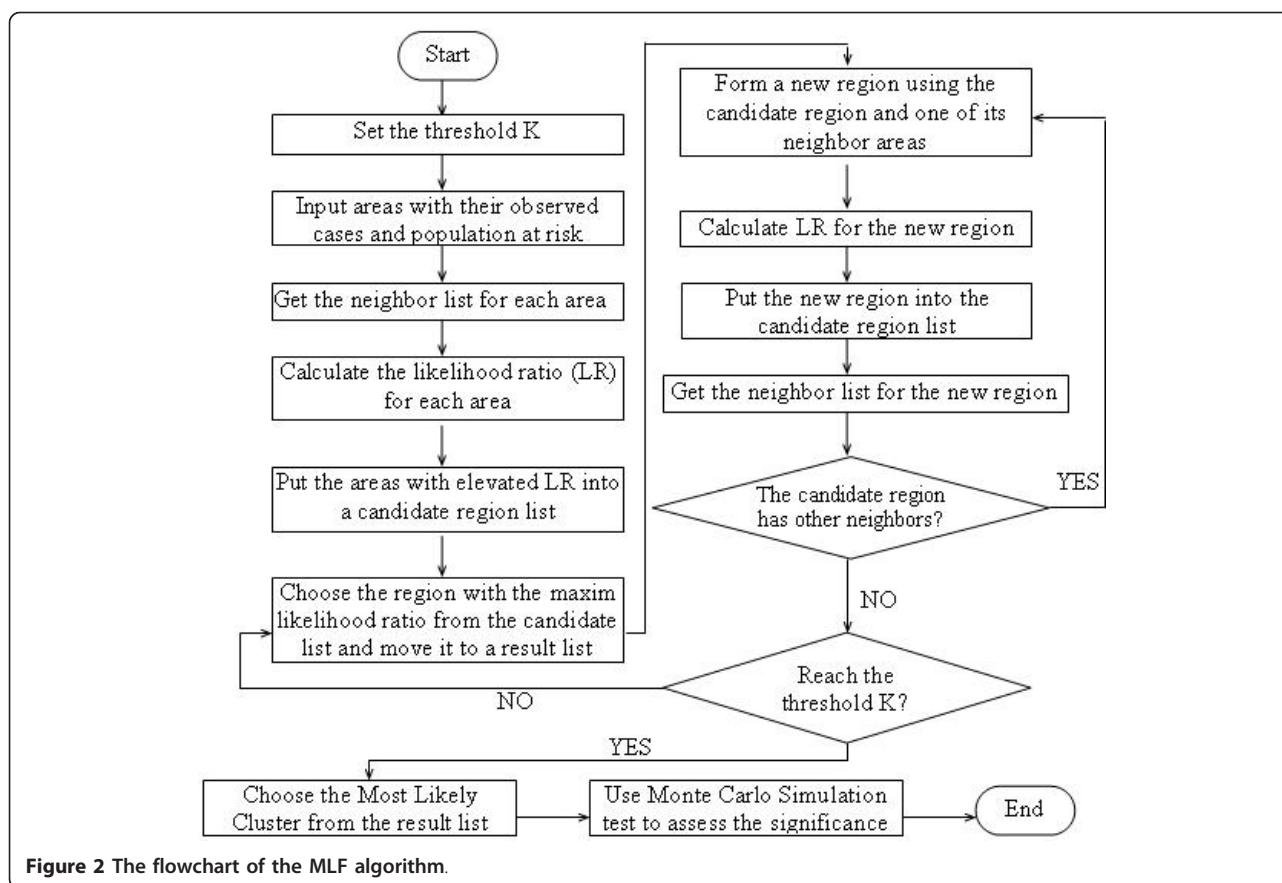 Start
Set the threshold K
Input areas with their observed
cases and population at risk
Get the neighbor list for each area
Calculate the likelihood ratio (LR)
for each area
Put the areas with elevated LR into
a candidate region list
Choose the region with the maxim
likelihood ratio from the candidate
list and move it to a result list
Form a new region using the
candidate region and one of its
neighbor areas
Calculate LR for the new region
Put the new region into the
candidate region list
Get the neighbor list for the new region
The candidate region
has other neighbors?
YES
NO
Reach the
threshold K?
NO
YES
Choose the Most Likely
Cluster from the result list
Use Monte Carlo Simulation
test to assess the significance
End
Figure 2 The flowchart of the MLF algorithm.